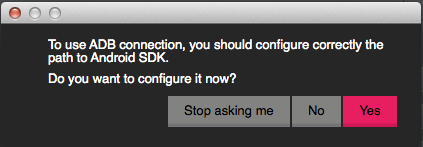 To use ADB connection, you should configure correctly the
path to Android SDK.
Do you want to configure it now?
Stop asking me No Yes